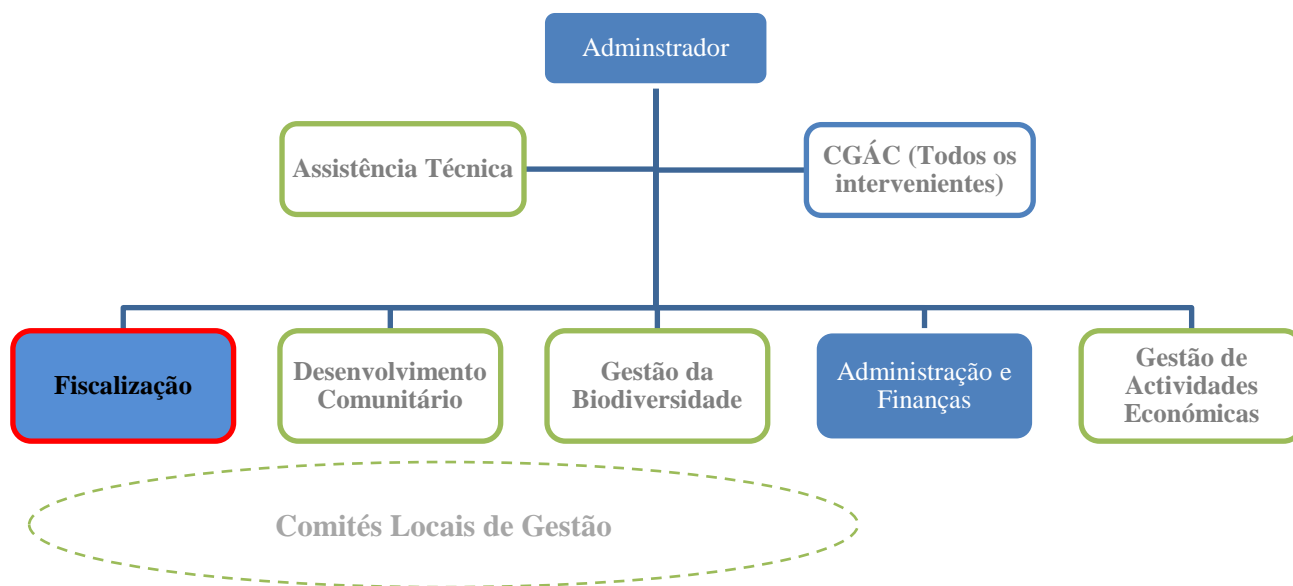 Adminstrador
Assistência Técnica
CGÁC (Todos os
intervenientes)
Fiscalização
Desenvolvimento
Comunitário
Gestão da
Biodiversidade
Administração e
Finanças
Gestão de
Actividades
Económicas
Comités Locais de Gestão